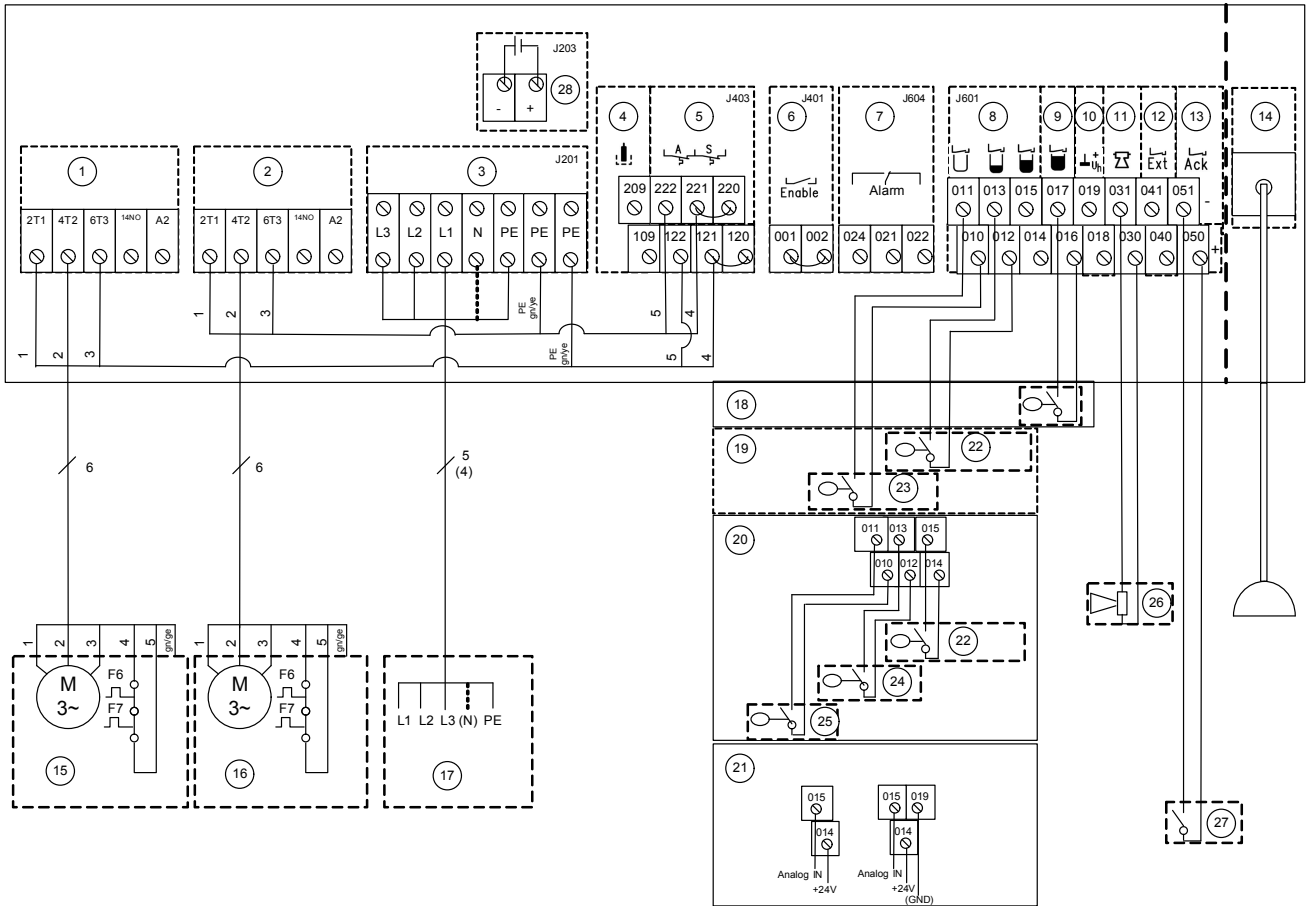 J203
28
- +
4
5
J403
A S
6
J401
Enable
7
J604
Alarm
J601
8
9
10
+
Uh
11
12
Ext
13
Ack
14
1
2
3
J201
2T1 4T2 6T3 14NO A2
2T1 4T2 6T3 14NO A2
L3 L2 L1 N PE PE PE
209 222 221 220
109 122 121 120
001 002
024 021 022
011 013 015 017 019 031 041 051 -
010 012 014 016 018 030 040 050 +
1 2 3
1 2 3
PE
gn/ye
PE
gn/ye
5 4
5 4
18
19
22
23
6
6
5
(4)
20
011 013 015
010 012 014
22
24
25
26
27
1 2 3 4 5 gn/ge
M
3~
F6
F7
15
1 2 3 4 5 gn/ge
M
3~
F6
F7
16
L1 L2 L3 (N) PE
17
21
015
014
Analog IN
+24V
015 019
014
Analog IN
+24V
(GND)